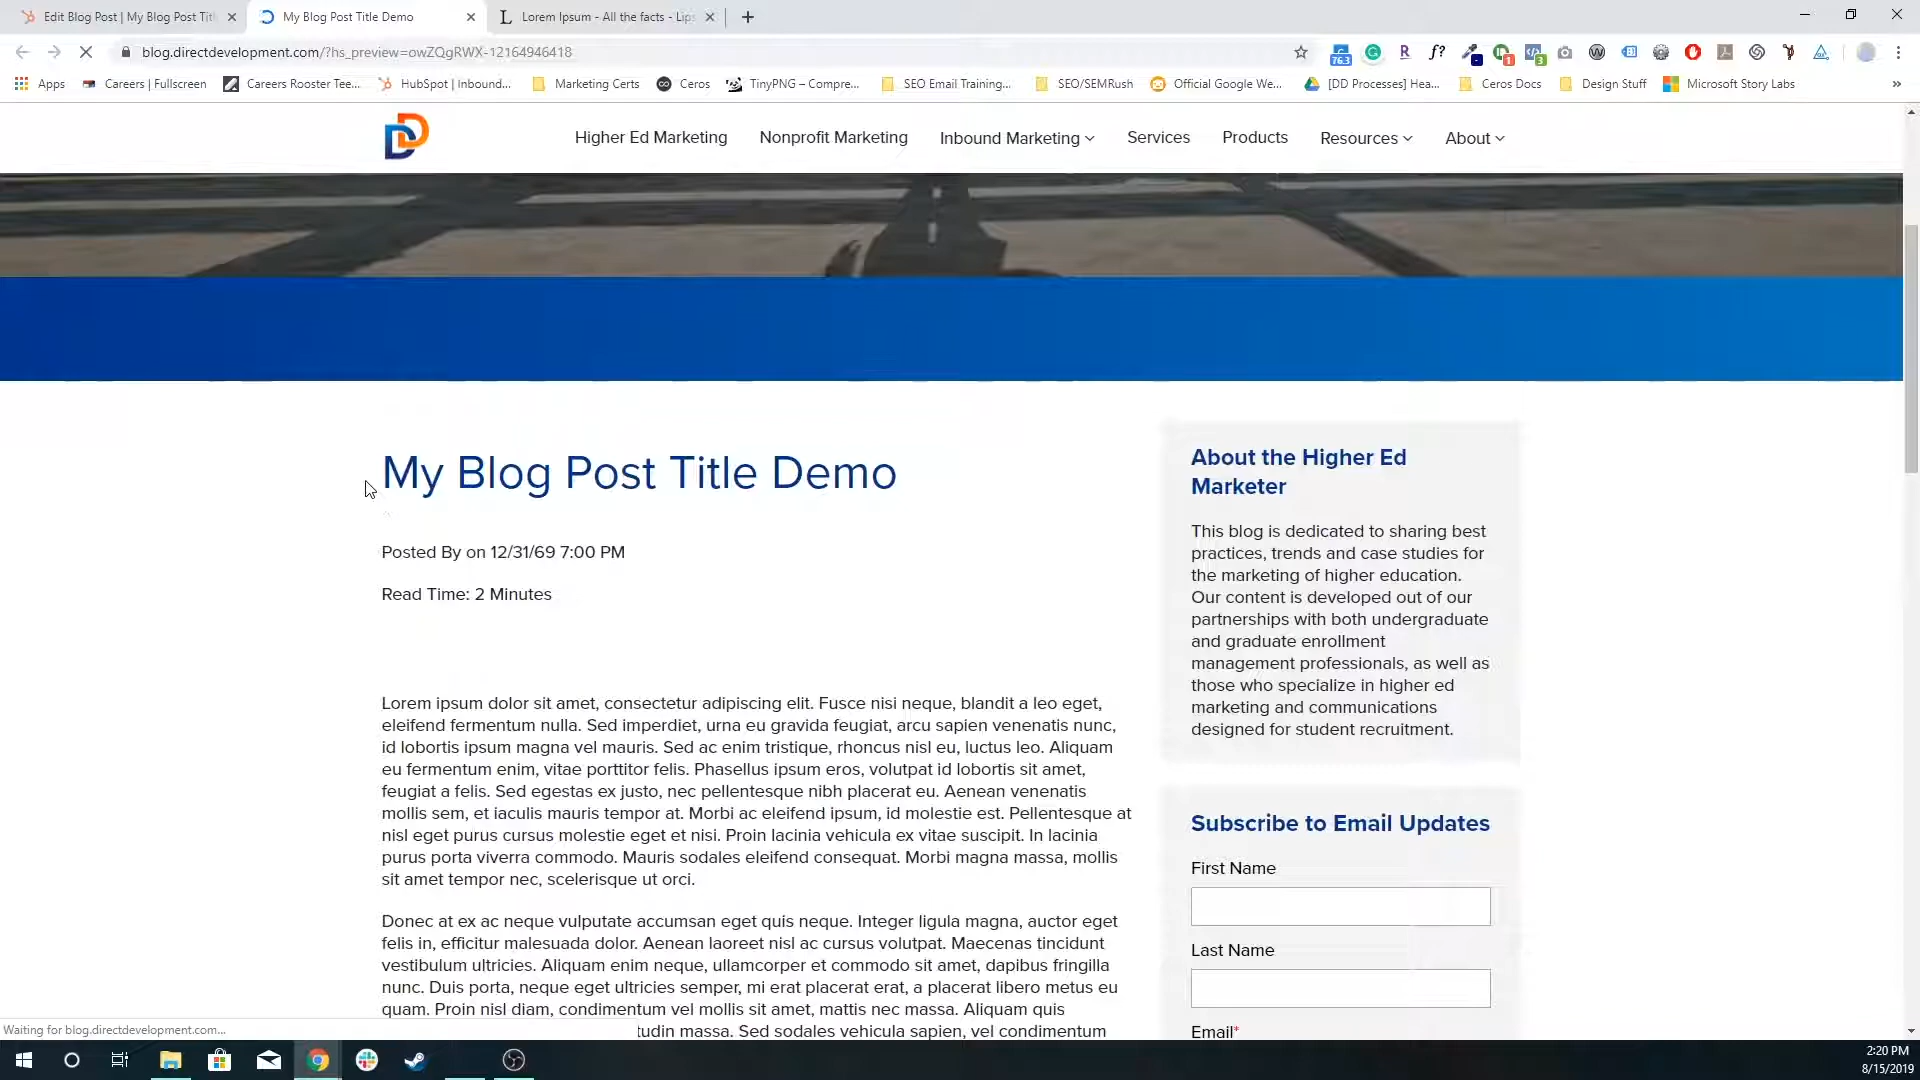 Edit Blog Post | My Blog Post Titl
My Blog Post Title Demo
Lorem Ipsum - All the facts - Lips
blog.directdevelopment.com/?hs_preview=owZQgRWX-12164946418
76.3
1
3
Apps
Careers | Fullscreen
Careers Rooster Tee...
HubSpot | Inbound...
Marketing Certs
Ceros
TinyPNG – Compre...
SEO Email Training...
SEO/SEMRush
Official Google We...
[DD Processes] Hea...
Ceros Docs
Design Stuff
Microsoft Story Labs
Higher Ed Marketing
Nonprofit Marketing
Inbound Marketing
Services
Products
Resources
About
My Blog Post Title Demo
Posted By on 12/31/69 7:00 PM
Read Time: 2 Minutes
Lorem ipsum dolor sit amet, consectetur adipiscing elit. Fusce nisi neque, blandit a leo eget,
eleifend fermentum nulla. Sed imperdiet, urna eu gravida feugiat, arcu sapien venenatis nunc,
id lobortis ipsum magna vel mauris. Sed ac enim tristique, rhoncus nisl eu, luctus leo. Aliquam
eu fermentum enim, vitae porttitor felis. Phasellus ipsum eros, volutpat id lobortis sit amet,
feugiat a felis. Sed egestas ex justo, nec pellentesque nibh placerat eu. Aenean venenatis
mollis sem, et iaculis mauris tempor at. Morbi ac eleifend ipsum, id molestie est. Pellentesque at
nisl eget purus cursus molestie eget et nisi. Proin lacinia vehicula ex vitae suscipit. In lacinia
purus porta viverra commodo. Mauris sodales eleifend consequat. Morbi magna massa, mollis
sit amet tempor nec, scelerisque ut orci.
Donec at ex ac neque vulputate accumsan eget quis neque. Integer ligula magna, auctor eget
felis in, efficitur malesuada dolor. Aenean laoreet nisl ac cursus volutpat. Maecenas tincidunt
vestibulum ultricies. Aliquam enim neque, ullamcorper et commodo sit amet, dapibus fringilla
nunc. Duis porta, neque eget ultricies semper, mi erat placerat erat, a placerat libero metus eu
quam. Proin nisl diam, condimentum vel mollis sit amet, mattis nec massa. Aliquam quis
tudin massa. Sed sodales vehicula sapien, vel condimentum
About the Higher Ed
Marketer
This blog is dedicated to sharing best
practices, trends and case studies for
the marketing of higher education.
Our content is developed out of our
partnerships with both undergraduate
and graduate enrollment
management professionals, as well as
those who specialize in higher ed
marketing and communications
designed for student recruitment.
Subscribe to Email Updates
First Name
Last Name
Email*
Waiting for blog.directdevelopment.com...
2:20 PM
8/15/2019